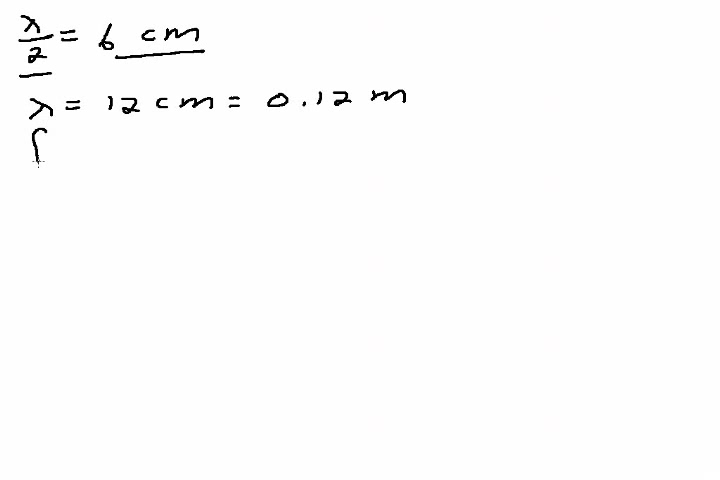 λ/2 = 6 cm
λ = 12 cm = 0.12 m
f